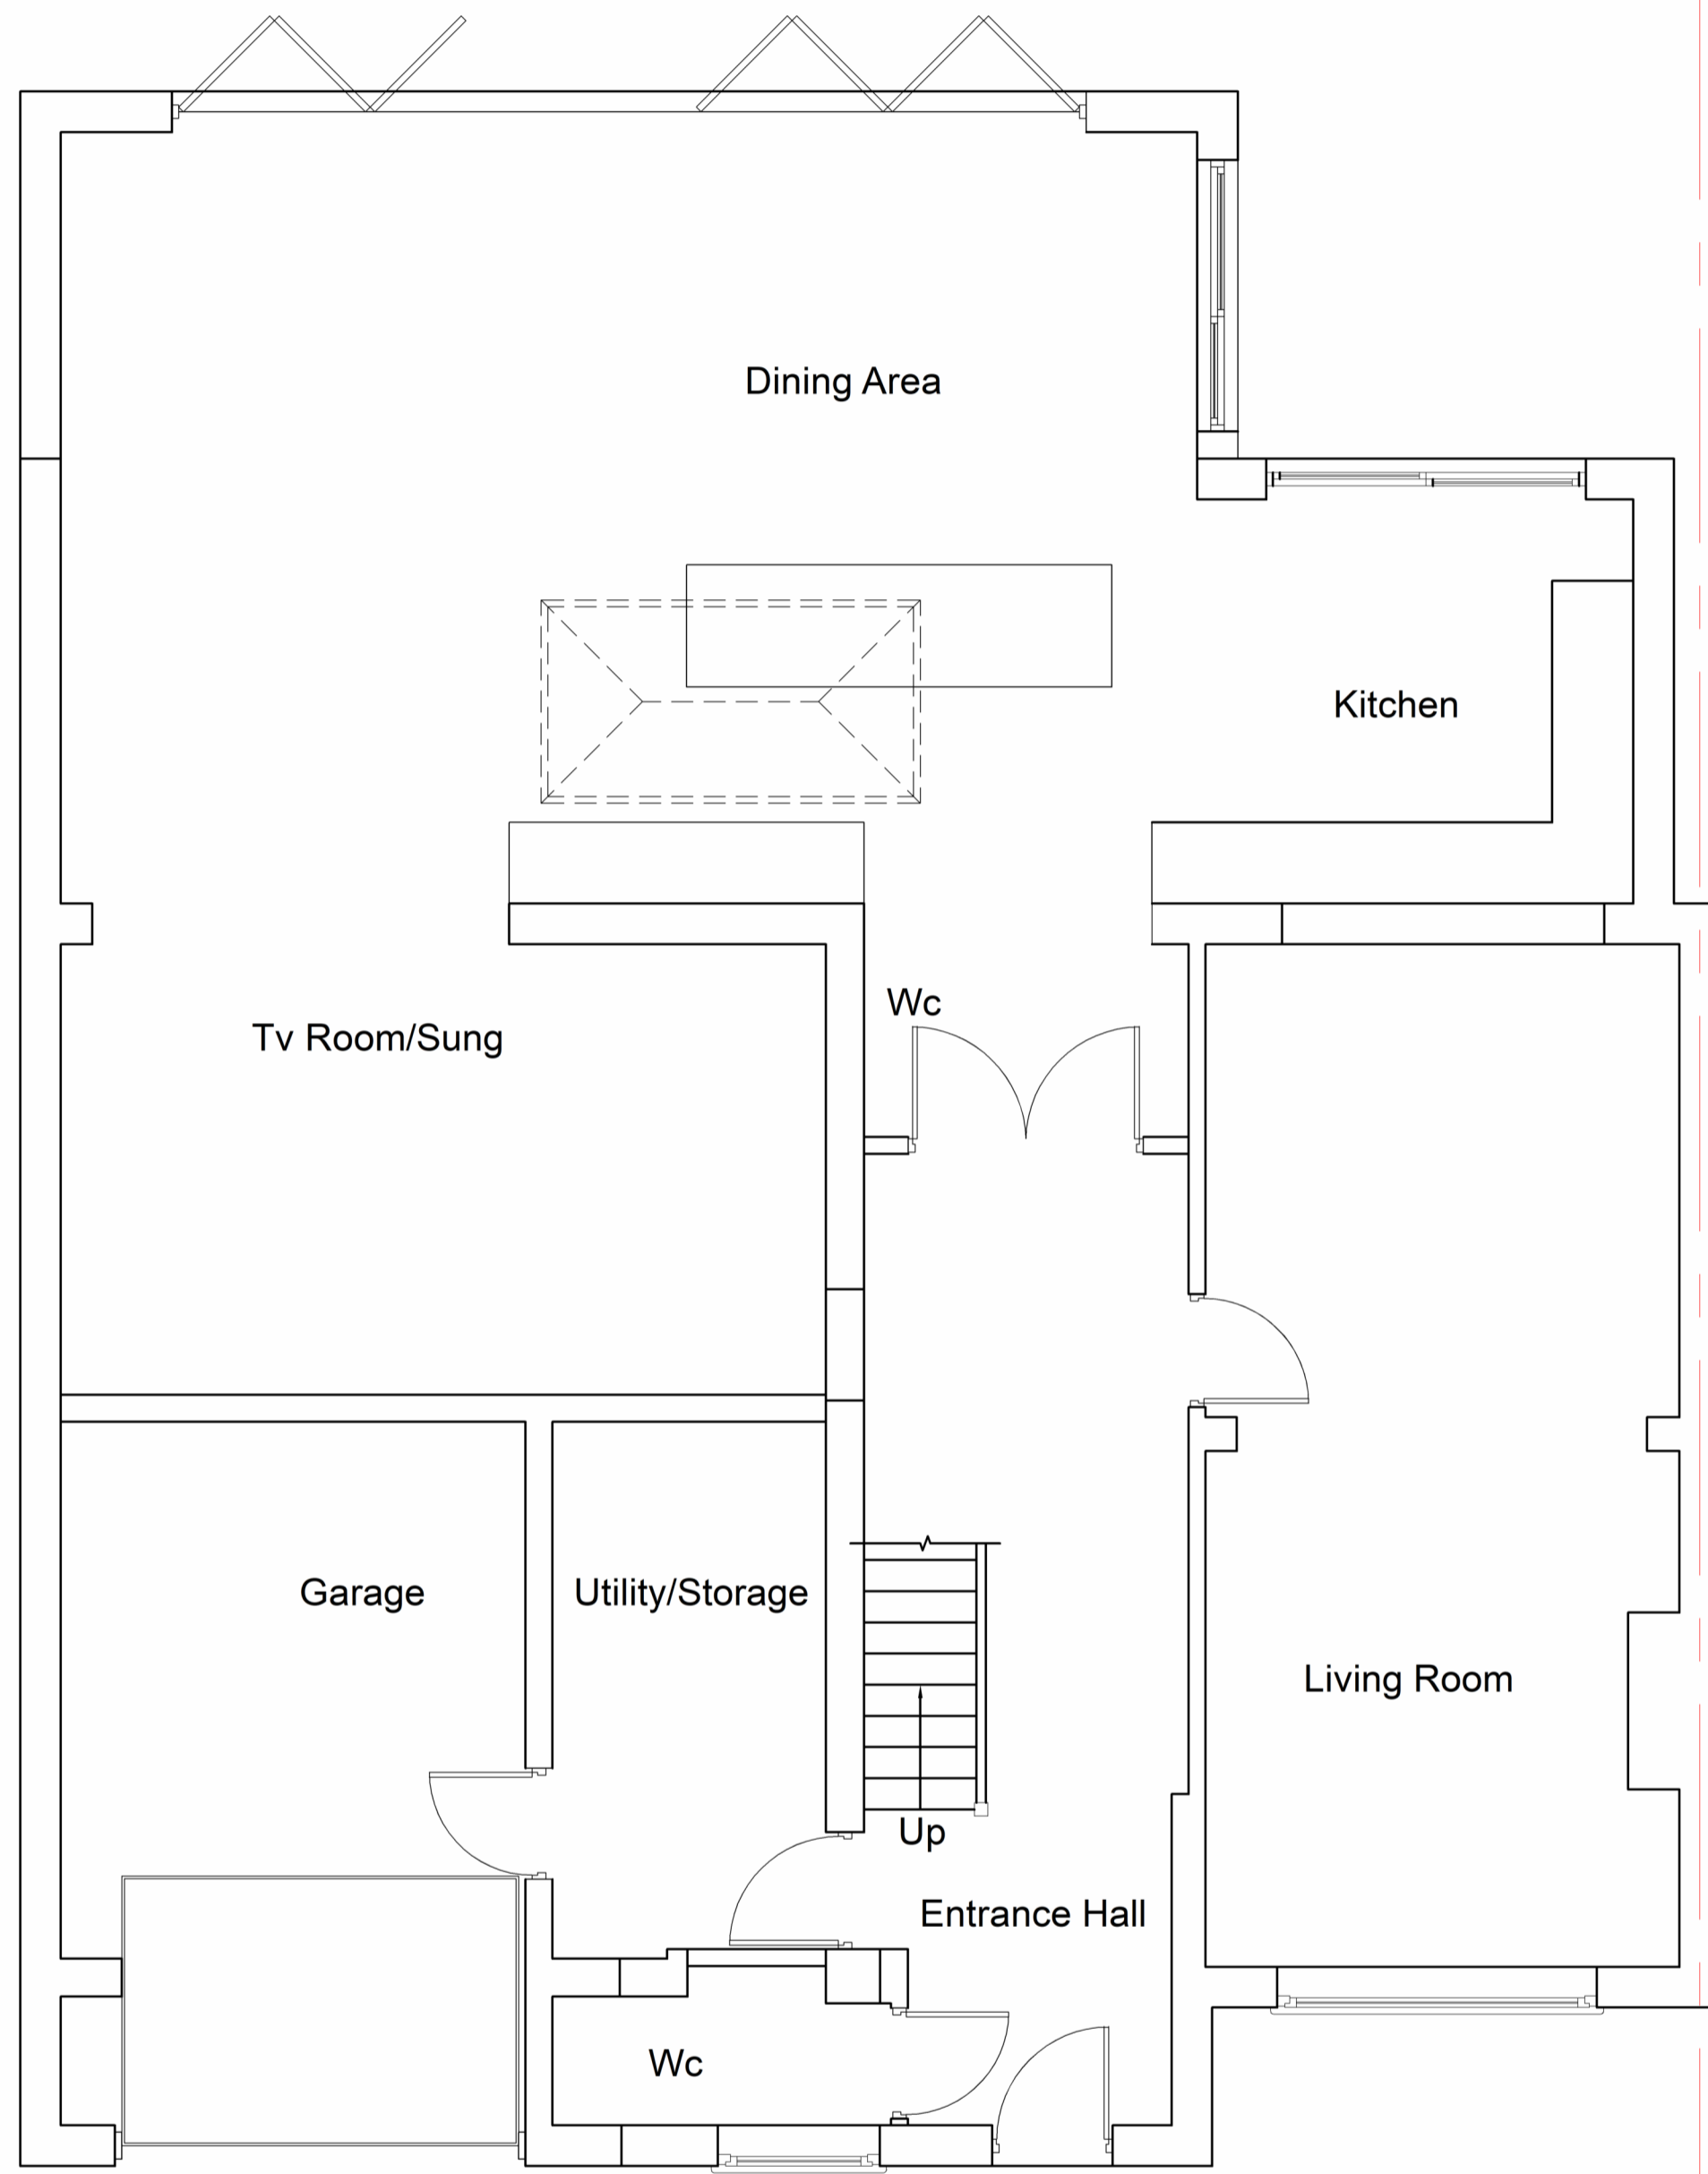 Dining Area
Kitchen
Wc
Tv Room/Sung
Garage
Utility/Storage
Living Room
Up
Entrance Hall
Wc